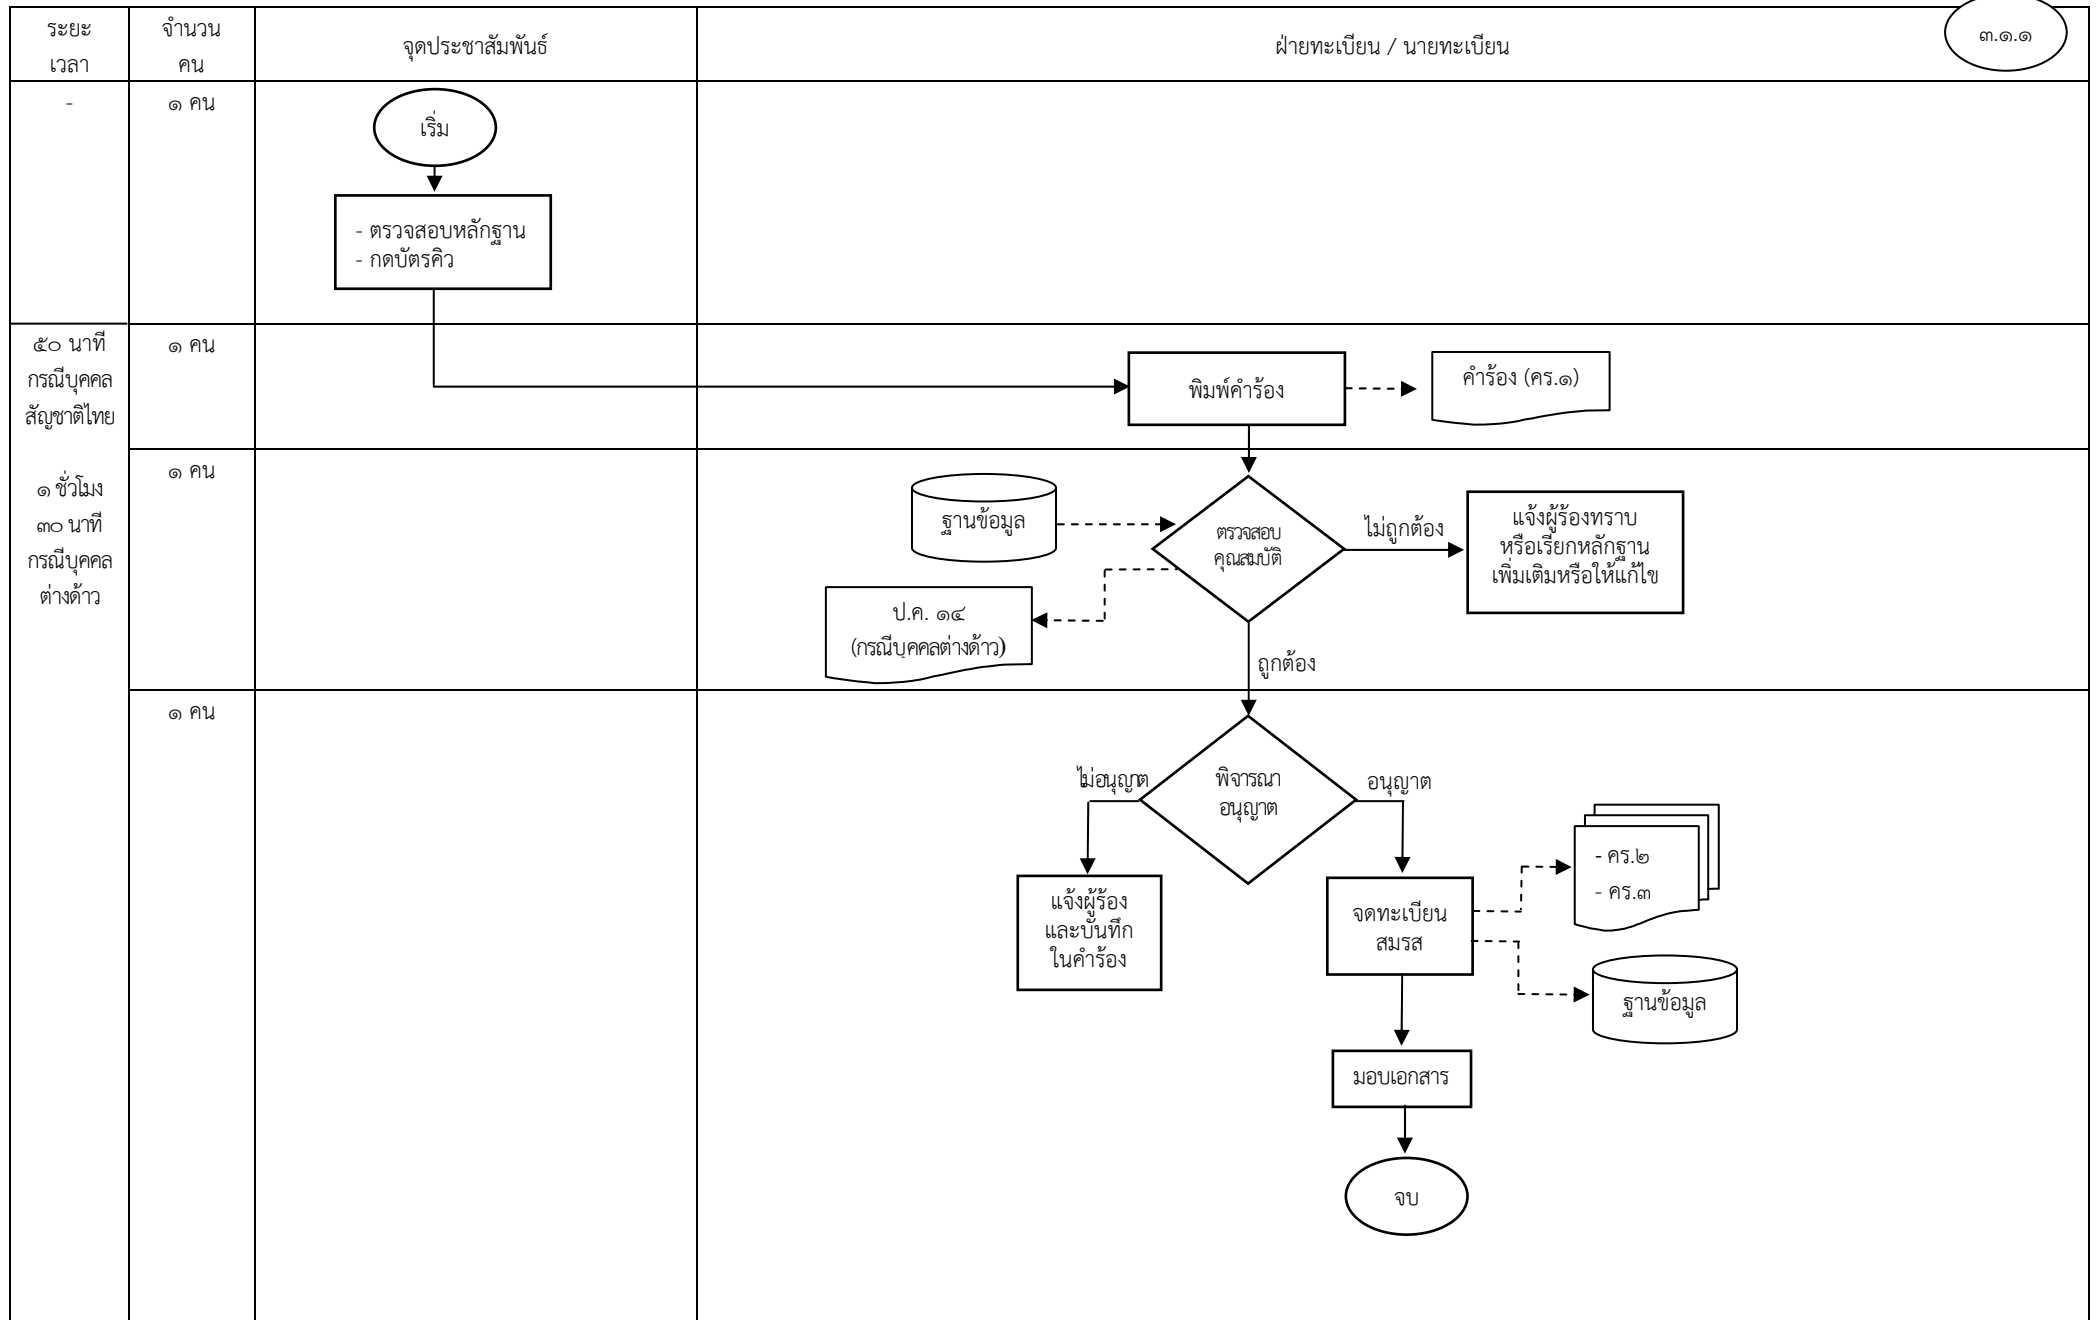 ระยะ
เวลา
จำนวน
คน
จุดประชาสัมพันธ์
ฝ่ายทะเบียน / นายทะเบียน
๓.๑.๑
-
๑ คน
เริ่ม
- ตรวจสอบหลักฐาน
- กดบัตรคิว
๕๐ นาที
กรณีบุคคล
สัญชาติไทย
๑ ชั่วโมง
๓๐ นาที
กรณีบุคคล
ต่างด้าว
๑ คน
พิมพ์คำร้อง
คำร้อง (คร.๑)
๑ คน
ฐานข้อมูล
ตรวจสอบ
คุณสมบัติ
ไม่ถูกต้อง
แจ้งผู้ร้องทราบ
หรือเรียกหลักฐาน
เพิ่มเติมหรือให้แก้ไข
ป.ค. ๑๔
(กรณีบุคคลต่างด้าว)
ถูกต้อง
๑ คน
ไม่อนุญาต
พิจารณา
อนุญาต
อนุญาต
แจ้งผู้ร้อง
และบันทึก
ในคำร้อง
จดทะเบียน
สมรส
- คร.๒
- คร.๓
ฐานข้อมูล
มอบเอกสาร
จบ